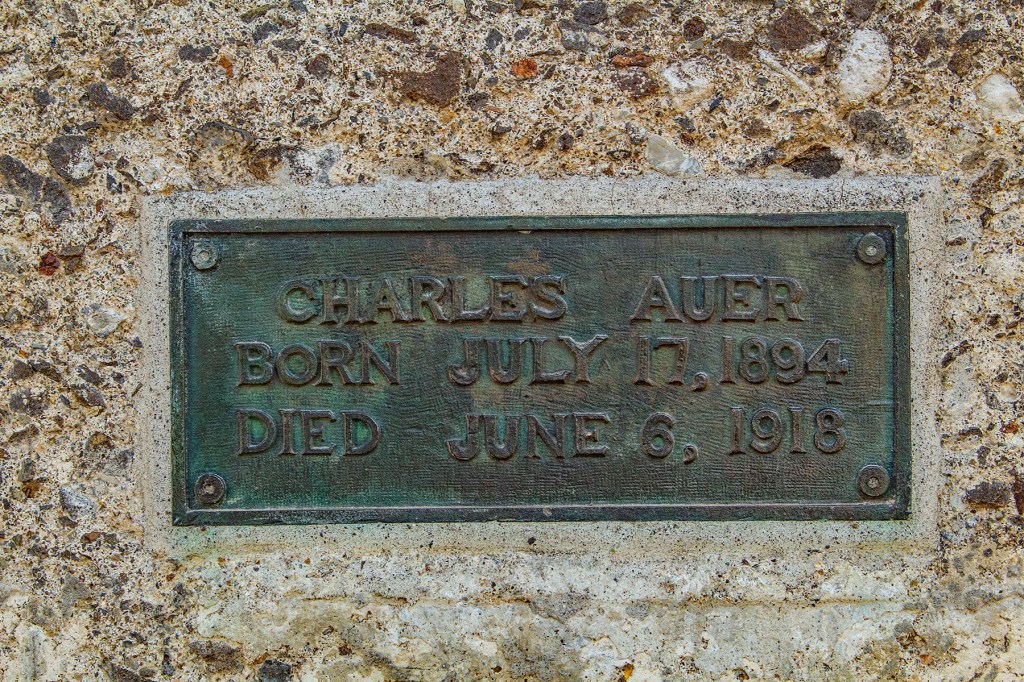 CHARLES AUER
BORN JULY 17, 1894
DIED JUNE 6, 1918